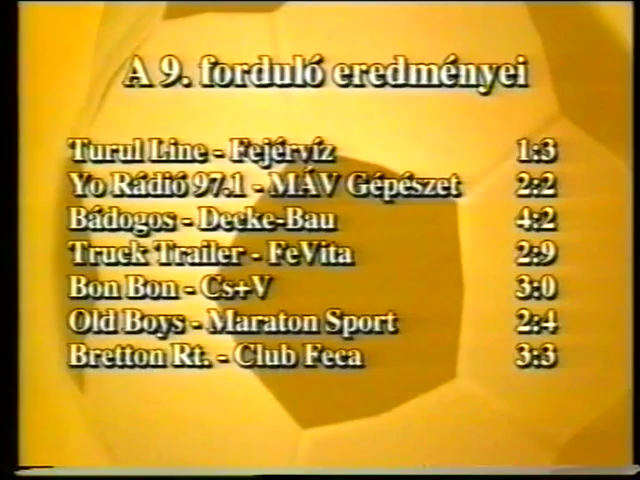 A 9. forduló eredményei
Turul Line - Fejérvíz 1:3
Yo Rádió 97.1 - MÁV Gépészet 2:2
Bádogos - Decke-Bau 4:2
Truck Trailer - FeVita 2:9
Bon Bon - Cs+V 3:0
Old Boys - Maraton Sport 2:4
Bretton Rt. - Club Feca 3:3